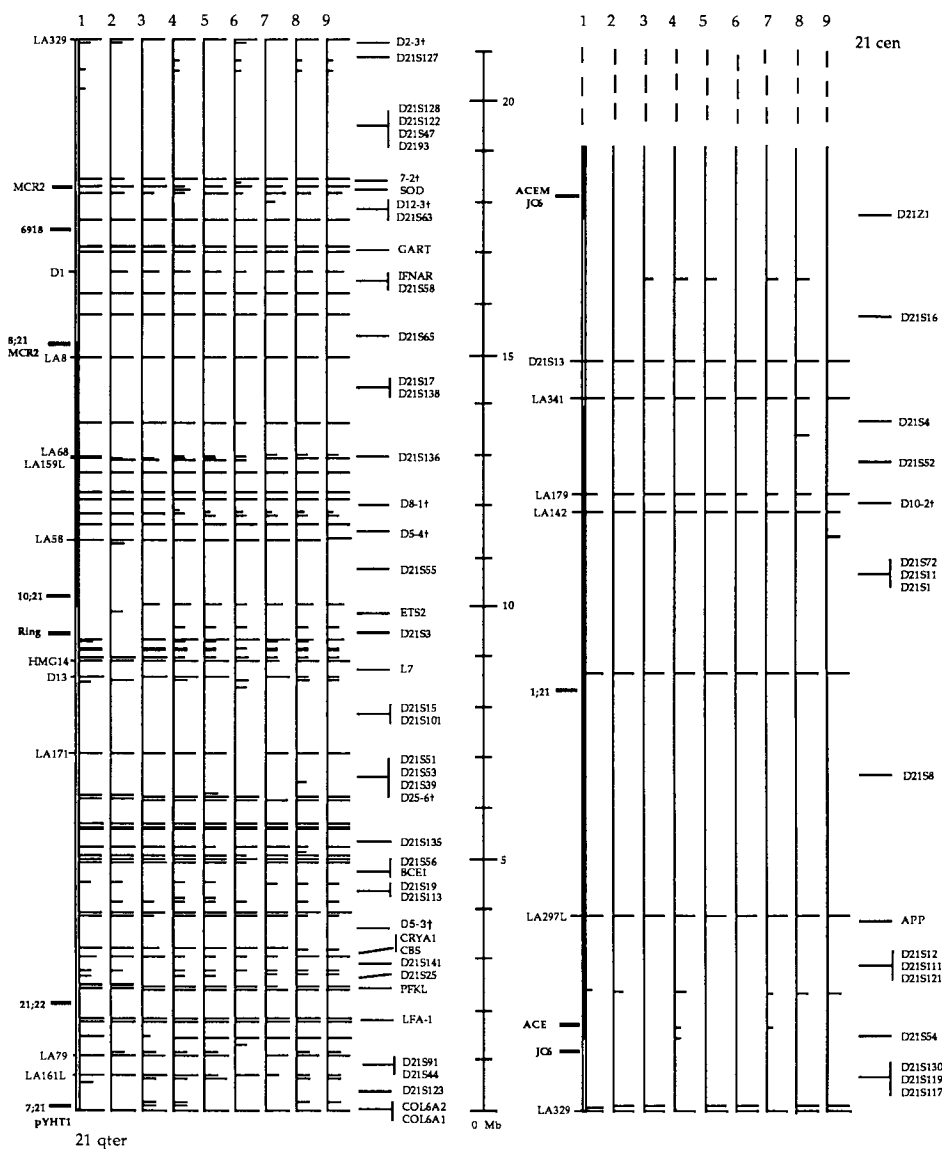 1 2 3 4 5 6 7 8 9
LA329
MCR2
6918
D1
8;21
MCR2
LA8
LA68
LA159L
LA58
10;21
Ring
HMG14
D13
LA171
21;22
LA79
LA161L
7;21
pYHT1
21 qter
D2-3†
D21S127
D21S128
D21S122
D21S47
D2193
7-2†
SOD
D12-3†
D21S63
GART
IFNAR
D21S58
D21S65
D21S17
D21S138
D21S136
D8-1†
D5-4†
D21S55
ETS2
D21S3
L7
D21S15
D21S101
D21S51
D21S53
D21S39
D25-6†
D21S135
D21S56
BCE1
D21S19
D21S113
D5-3†
CRYA1
CBS
D21S141
D21S25
PFKL
LFA-1
D21S91
D21S44
D21S123
COL6A2
COL6A1
20
15
10
5
0 Mb
1 2 3 4 5 6 7 8 9
21 cen
ACEM
JC6
D21S13
LA341
LA179
LA142
1;21
LA297L
ACE
JC6
LA329
D21Z1
D21S16
D21S4
D21S52
D10-2†
D21S72
D21S11
D21S1
D21S8
APP
D21S12
D21S111
D21S121
D21S54
D21S130
D21S119
D21S117